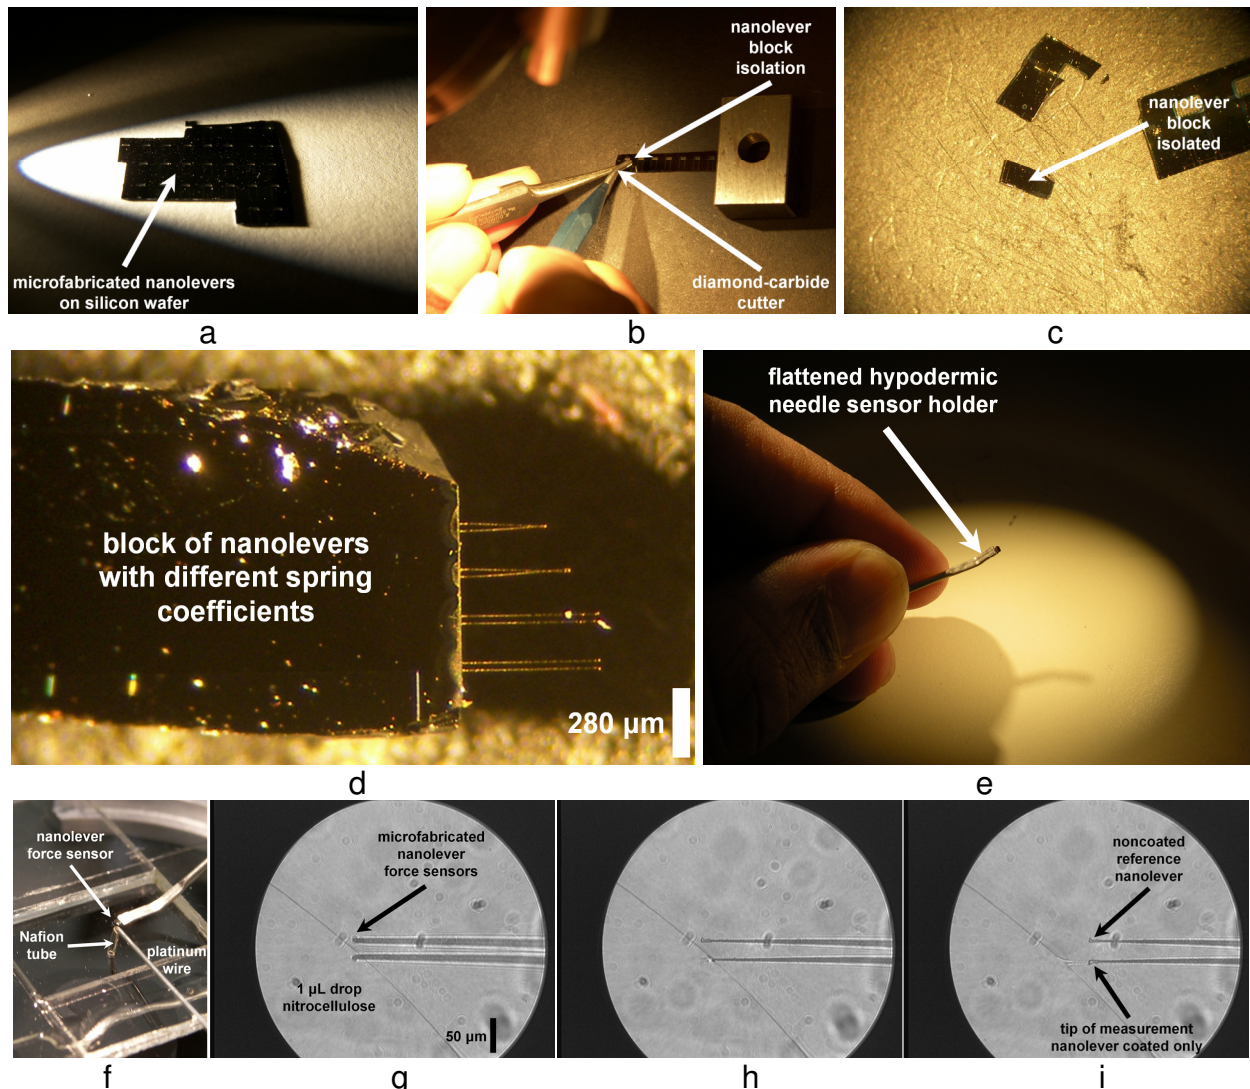 nanolever
block
isolation
microfabricated nanolevers
on silicon wafer
diamond-carbide
cutter
nanolever
block
isolated
a
b
c
block of nanolevers
with different spring
coefficients
280 µm
flattened hypodermic
needle sensor holder
d
e
nanolever
force sensor
Nafion
tube
platinum
wire
microfabricated
nanolever
force sensors
1 µL drop
nitrocellulose
50 µm
noncoated
reference
nanolever
tip of measurement
nanolever coated only
f
g
h
i